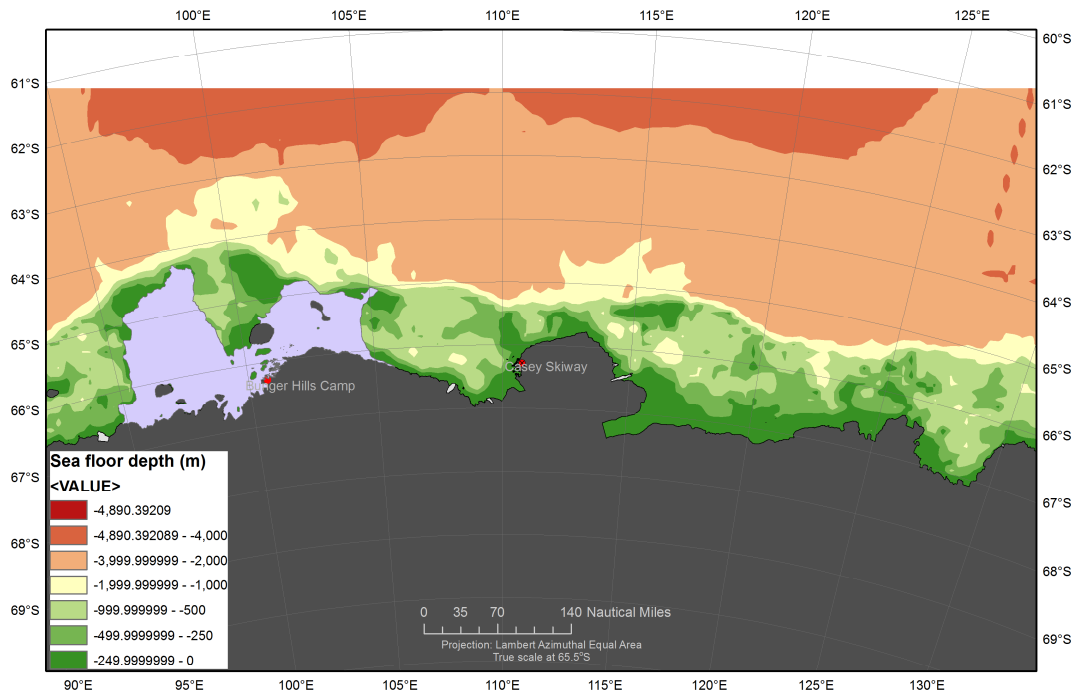 100°E 105°E 110°E 115°E 120°E 125°E
60°S
61°S 61°S
62°S 62°S
63°S 63°S
64°S 64°S
65°S 65°S
66°S 66°S
67°S 67°S
68°S 68°S
69°S 69°S
Casey Skiway
Bunger Hills Camp
Sea floor depth (m)
<VALUE>
-4,890.39209
-4,890.392089 - -4,000
-3,999.999999 - -2,000
-1,999.999999 - -1,000
-999.999999 - -500
-499.9999999 - -250
-249.9999999 - 0
0 35 70 140 Nautical Miles
Projection: Lambert Azimuthal Equal Area
True scale at 65.5°S
90°E 95°E 100°E 105°E 110°E 115°E 120°E 130°E